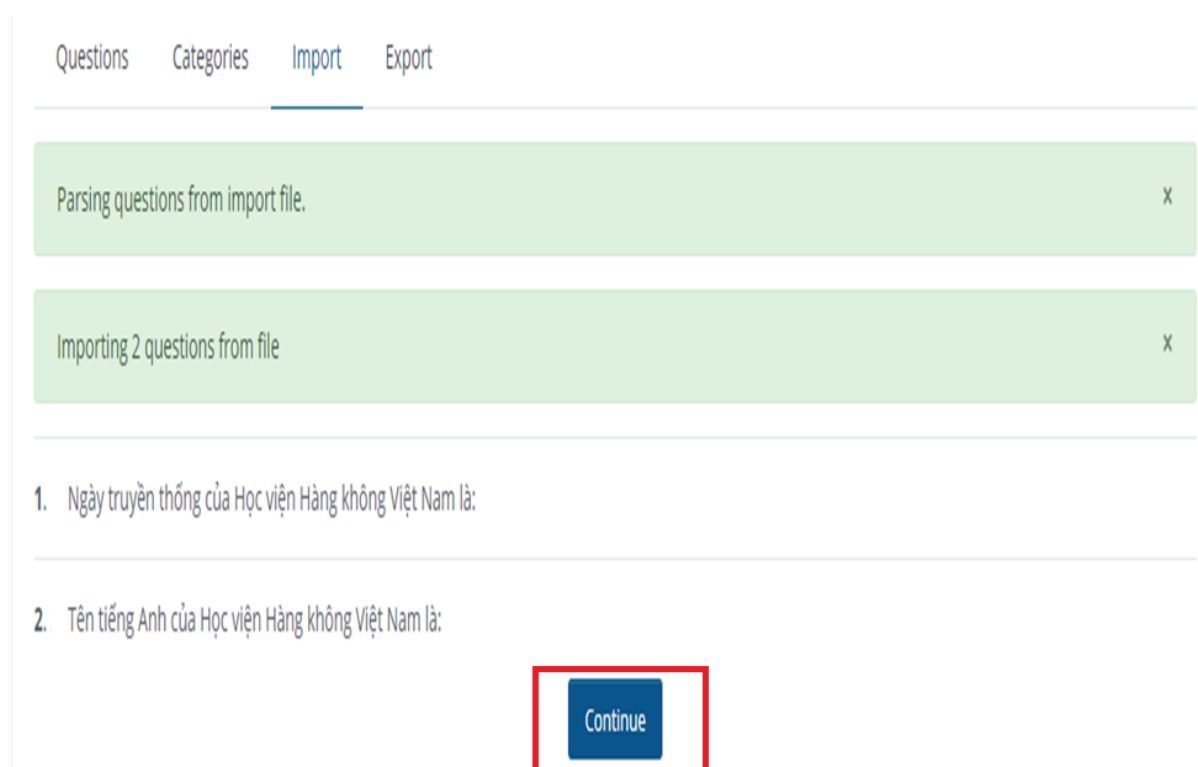 Questions Categories Import Export
Parsing questions from import file. x
Importing 2 questions from file x
1. Ngày truyền thống của Học viện Hàng không Việt Nam là:
2. Tên tiếng Anh của Học viện Hàng không Việt Nam là:
Continue